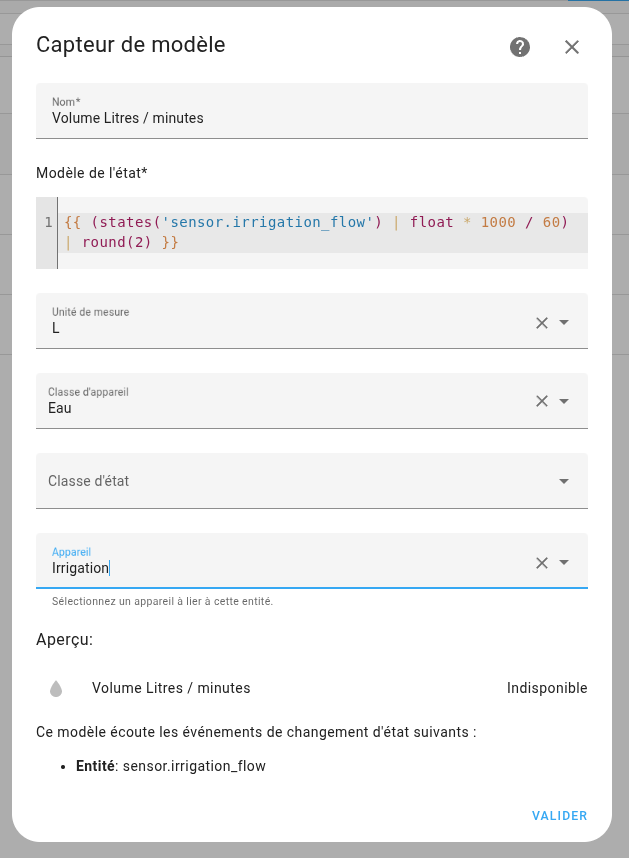 Capteur de modèle
Nom*
Volume Litres / minutes
Modèle de l'état*
1 {{ (states('sensor.irrigation_flow') | float * 1000 / 60)
| round(2) }}
Unité de mesure
L
Classe d'appareil
Eau
Classe d'état
Appareil
Irrigation
Sélectionnez un appareil à lier à cette entité.
Aperçu:
Volume Litres / minutes Indisponible
Ce modèle écoute les événements de changement d'état suivants :
• Entité: sensor.irrigation_flow
VALIDER